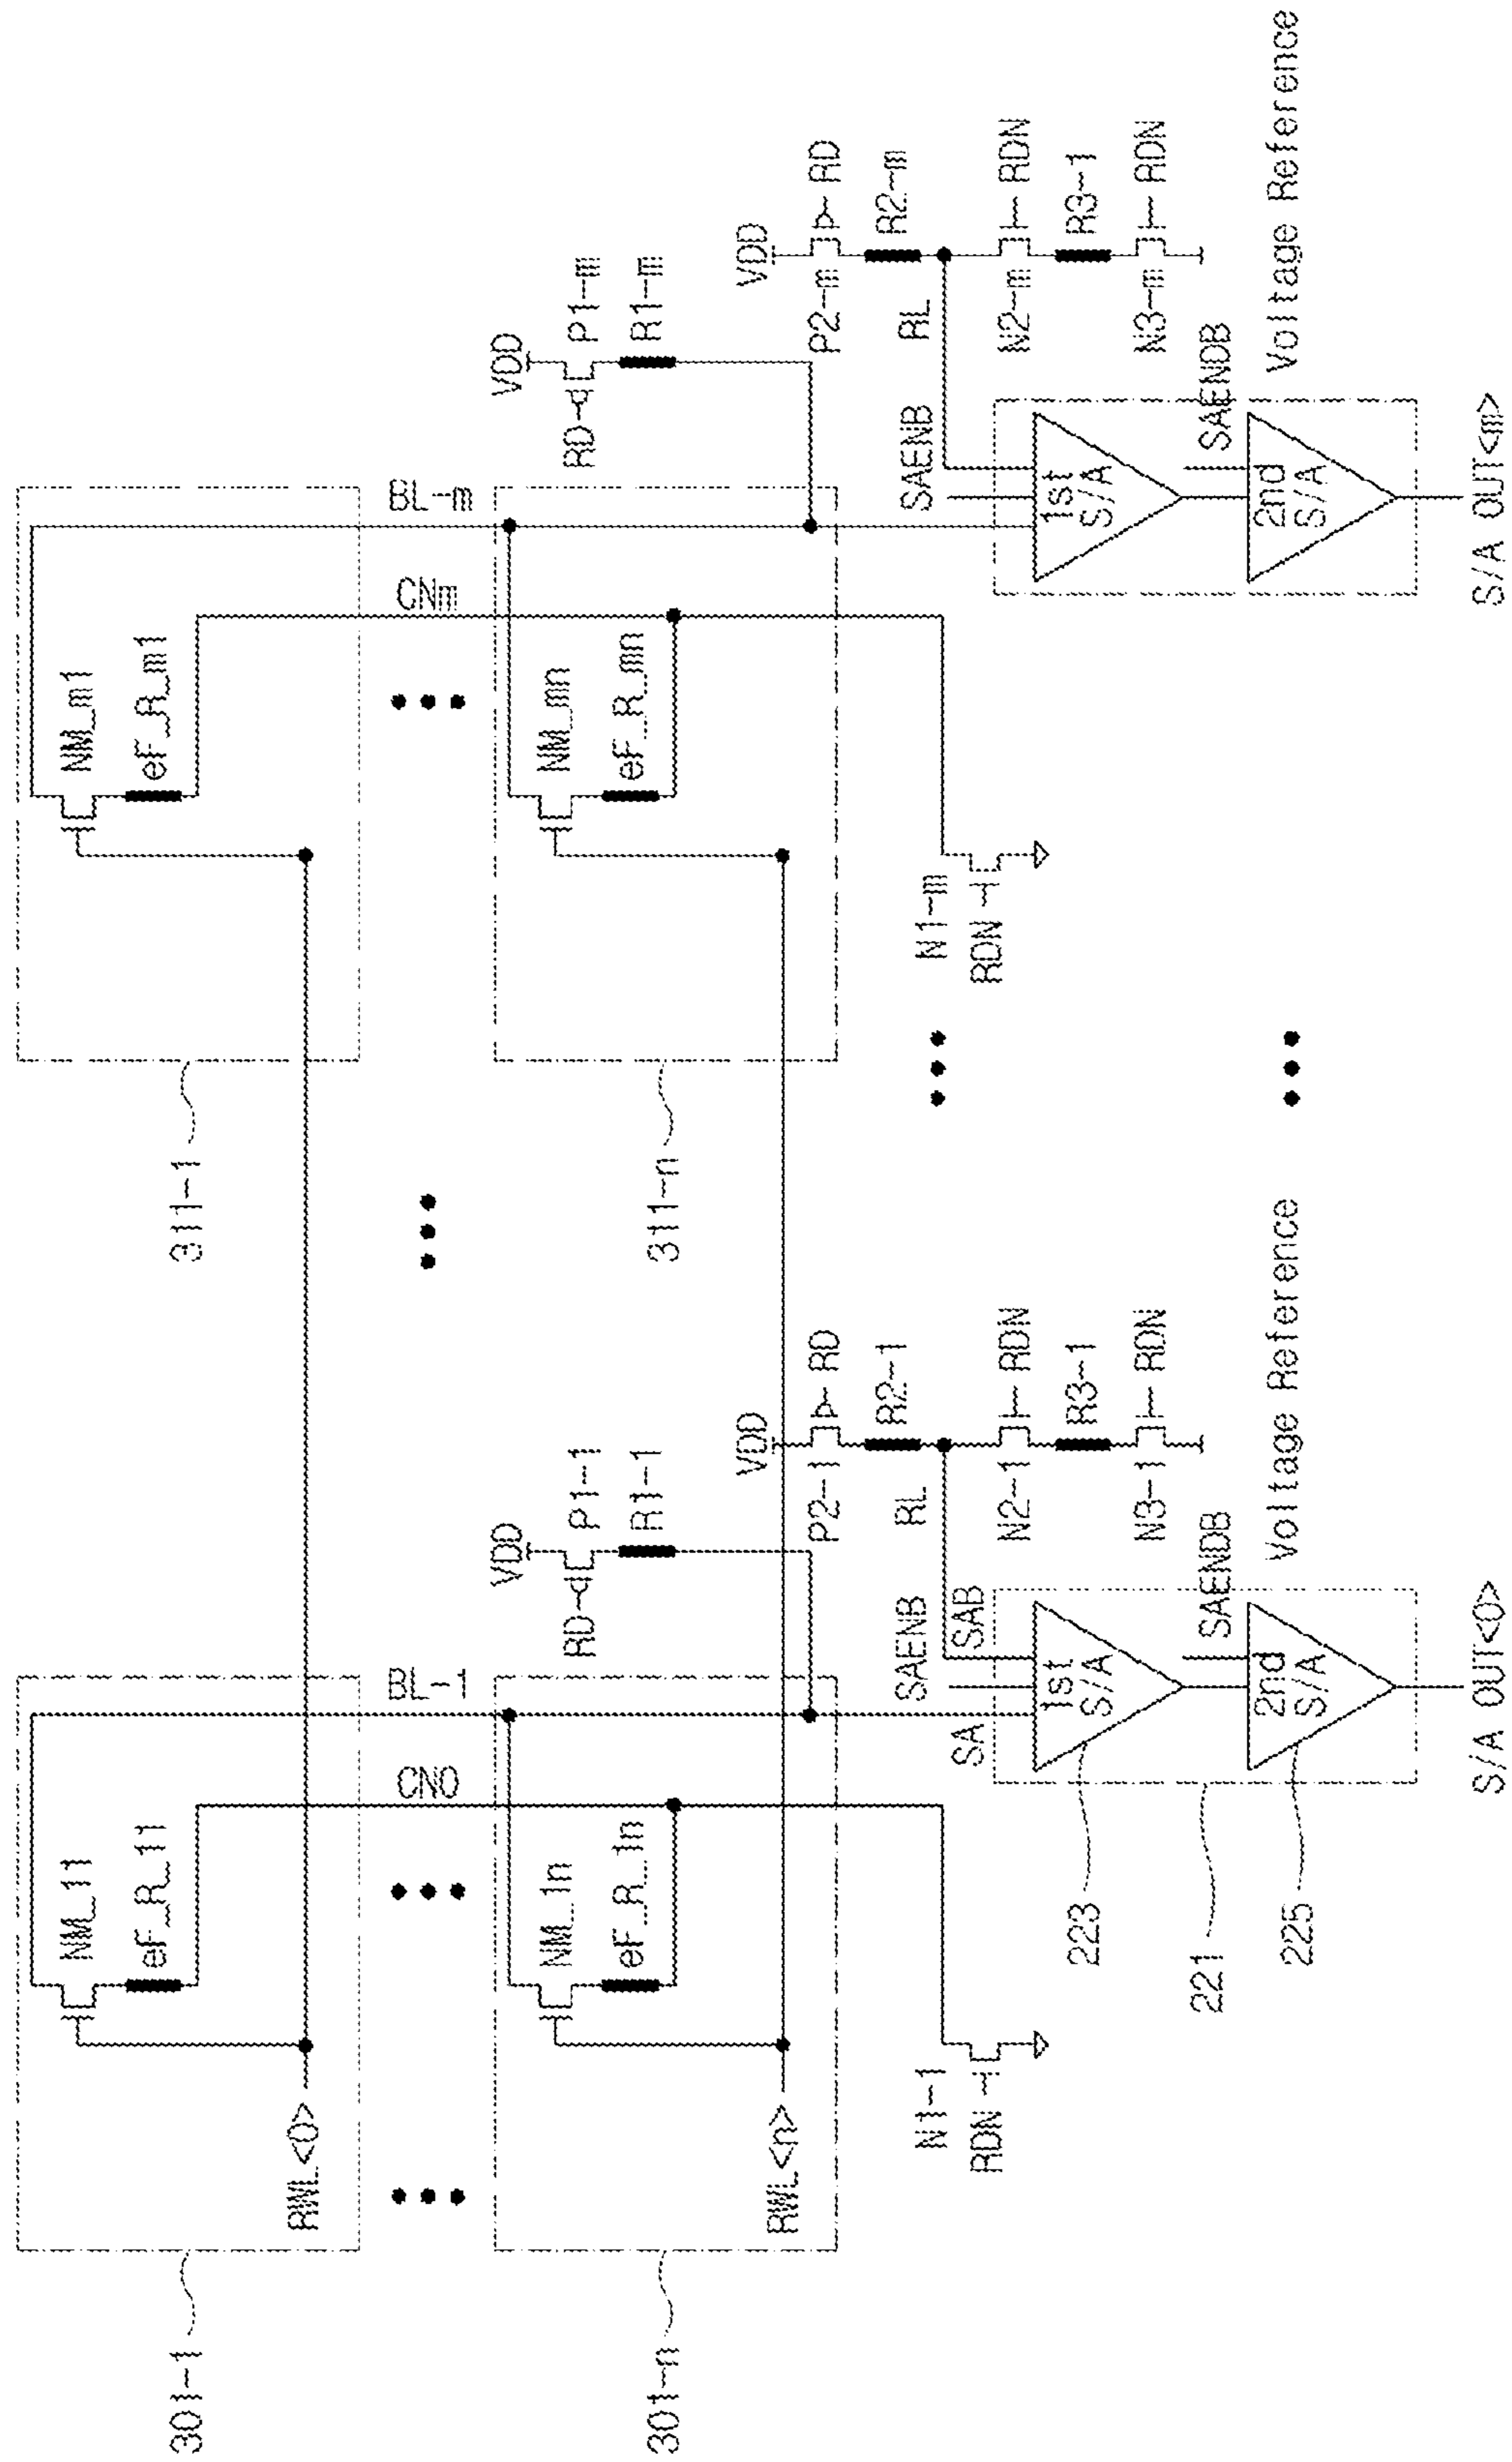 301-1
RWL<0>
NM_11
eF_R_11
CN0
BL-1
301-n
RWL<n>
NM_1n
eF_R_1n
VDD
RD
P1-1
R1-1
N1-1
RDN
VDD
P2-1
RD
R2-1
RL
N2-1
RDN
R3-1
N3-1
RDN
SA
SAENB
SAB
1st
S/A
SAENDB
2nd
S/A
223
221
225
Voltage Reference
S/A OUT<0>
311-1
NM_m1
eF_R_m1
CNm
BL-m
311-n
NM_mn
eF_R_mn
VDD
RD
P1-m
R1-m
N1-m
RDN
VDD
P2-m
RD
R2-m
RL
N2-m
RDN
R3-1
N3-m
RDN
SAENB
1st
S/A
SAENDB
2nd
S/A
Voltage Reference
S/A OUT<m>